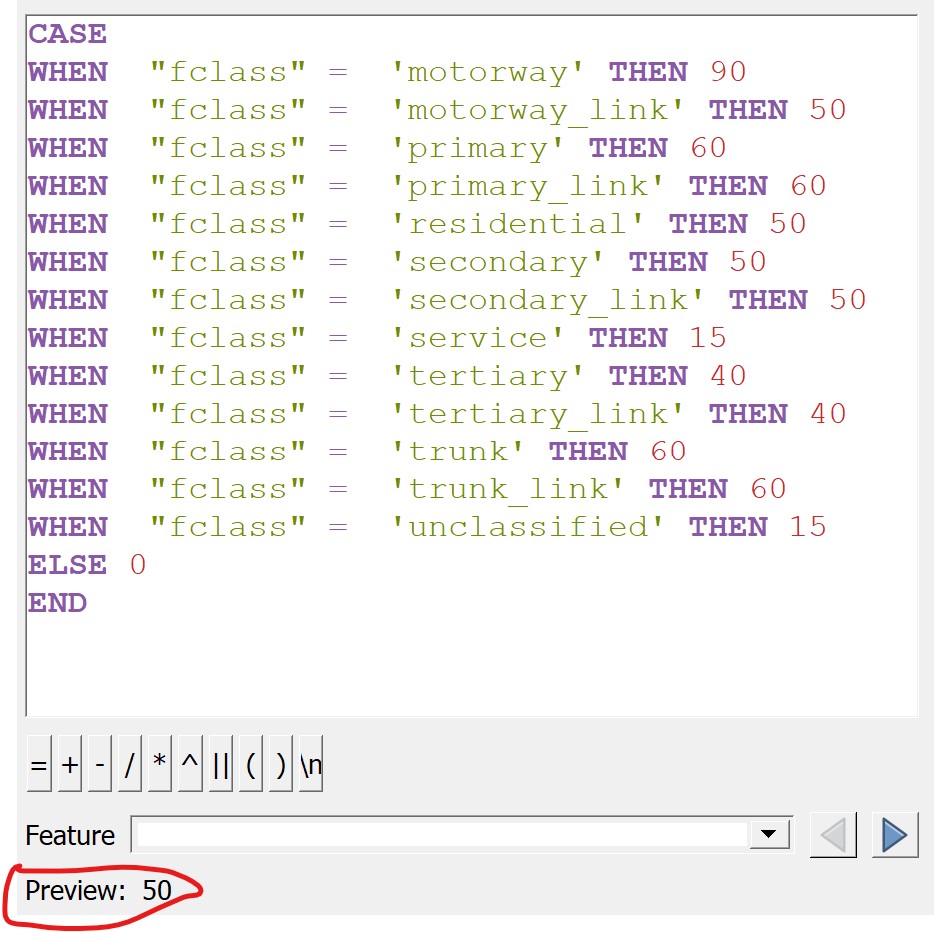 CASE
WHEN  "fclass" =  'motorway' THEN 90
WHEN  "fclass" =  'motorway_link' THEN 50
WHEN  "fclass" =  'primary' THEN 60
WHEN  "fclass" =  'primary_link' THEN 60
WHEN  "fclass" =  'residential' THEN 50
WHEN  "fclass" =  'secondary' THEN 50
WHEN  "fclass" =  'secondary_link' THEN 50
WHEN  "fclass" =  'service' THEN 15
WHEN  "fclass" =  'tertiary' THEN 40
WHEN  "fclass" =  'tertiary_link' THEN 40
WHEN  "fclass" =  'trunk' THEN 60
WHEN  "fclass" =  'trunk_link' THEN 60
WHEN  "fclass" =  'unclassified' THEN 15
ELSE 0
END
= + - / * ^ || ( ) \n
Feature
Preview: 50